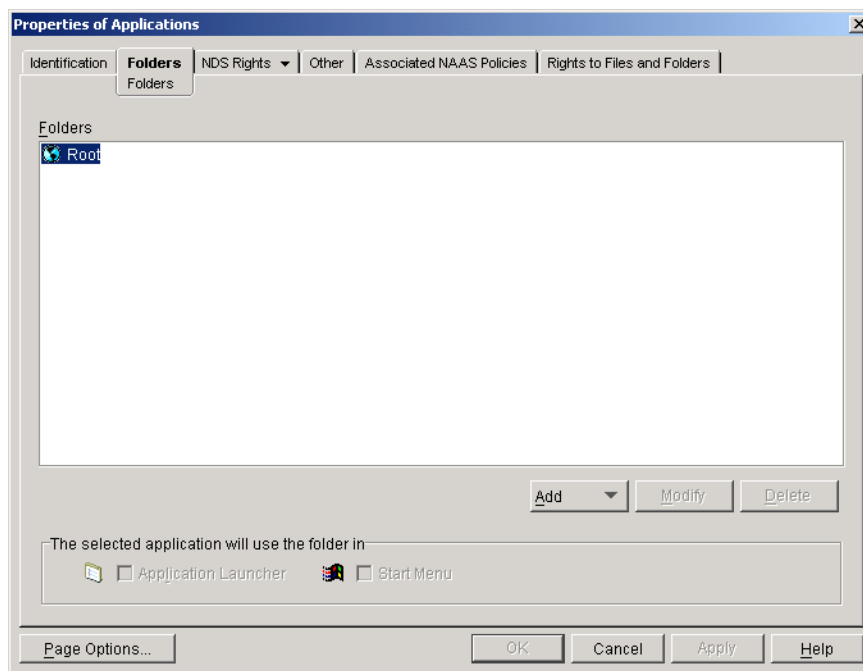 Properties of Applications
Identification Folders NDS Rights Other Associated NAAS Policies Rights to Files and Folders
Folders
Folders
Root
Add Modify Delete
The selected application will use the folder in
Application Launcher Start Menu
Page Options... OK Cancel Apply Help